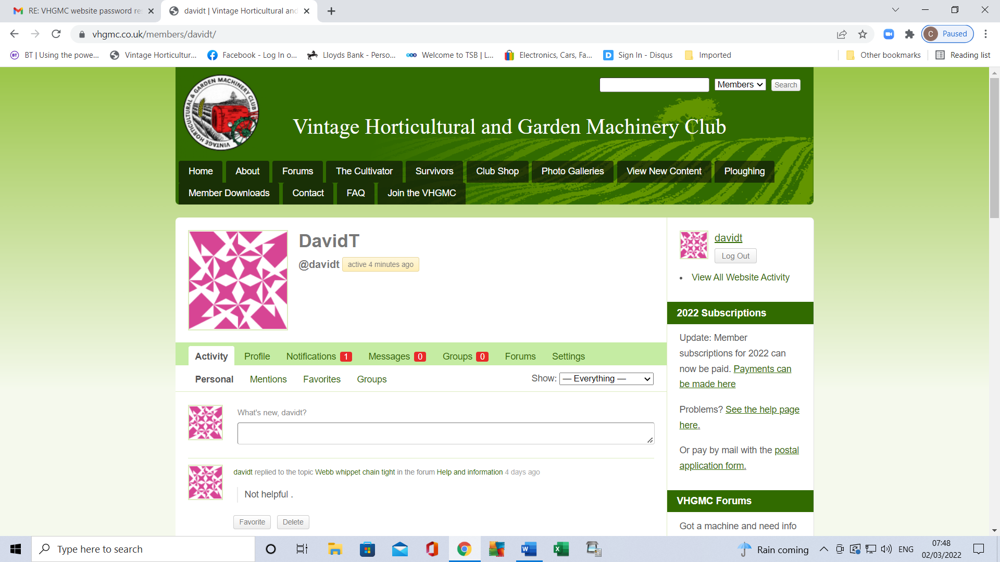 RE: VHGMC website password re
davidt | Vintage Horticultural and
vhgmc.co.uk/members/davidt/
C Paused
BT | Using the powe...
Vintage Horticultur...
Facebook - Log In o...
Lloyds Bank - Perso...
Welcome to TSB | L...
Electronics, Cars, Fa...
Sign In - Disqus
Imported
Other bookmarks
Reading list
VINTAGE HORTICULTURAL & GARDEN MACHINERY CLUB
Members
Search
Vintage Horticultural and Garden Machinery Club
Home
About
Forums
The Cultivator
Survivors
Club Shop
Photo Galleries
View New Content
Ploughing
Member Downloads
Contact
FAQ
Join the VHGMC
DavidT
@davidt active 4 minutes ago
Activity
Profile
Notifications 1
Messages 0
Groups 0
Forums
Settings
Personal
Mentions
Favorites
Groups
Show: — Everything —
What's new, davidt?
davidt replied to the topic Webb whippet chain tight in the forum Help and information 4 days ago
Not helpful .
Favorite
Delete
davidt
Log Out
• View All Website Activity
2022 Subscriptions
Update: Member
subscriptions for 2022 can
now be paid. Payments can
be made here
Problems? See the help page
here.
Or pay by mail with the postal
application form.
VHGMC Forums
Got a machine and need info
Type here to search
Rain coming
ENG
07:48
02/03/2022